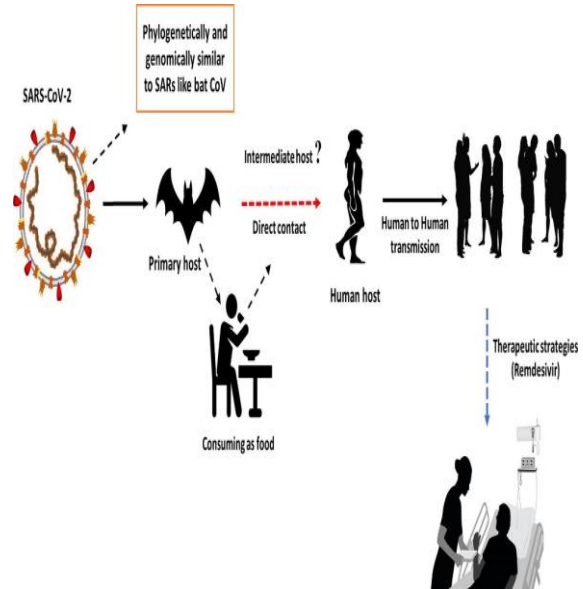 Phylogenetically and
genomically similar
to SARs like bat CoV
SARS-CoV-2
Intermediate host ?
Direct contact
Primary host
Human host
Human to Human
transmission
Consuming as food
Therapeutic strategies
(Remdesivir)